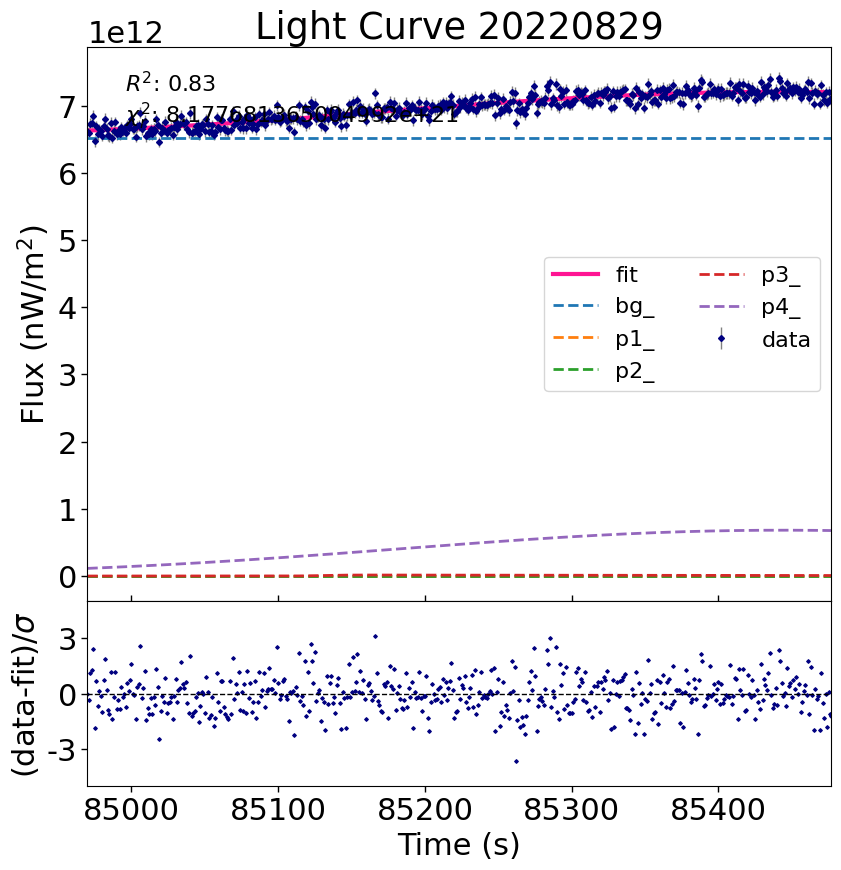 Light Curve 20220829
1e12
R²: 0.83
7
6
5
4
3
2
1
0
Flux (nW/m²)
fit
bg_
p1_
p2_
p3_
p4_
data
3
0
-3
(data-fit)/σ
85000 85100 85200 85300 85400
Time (s)